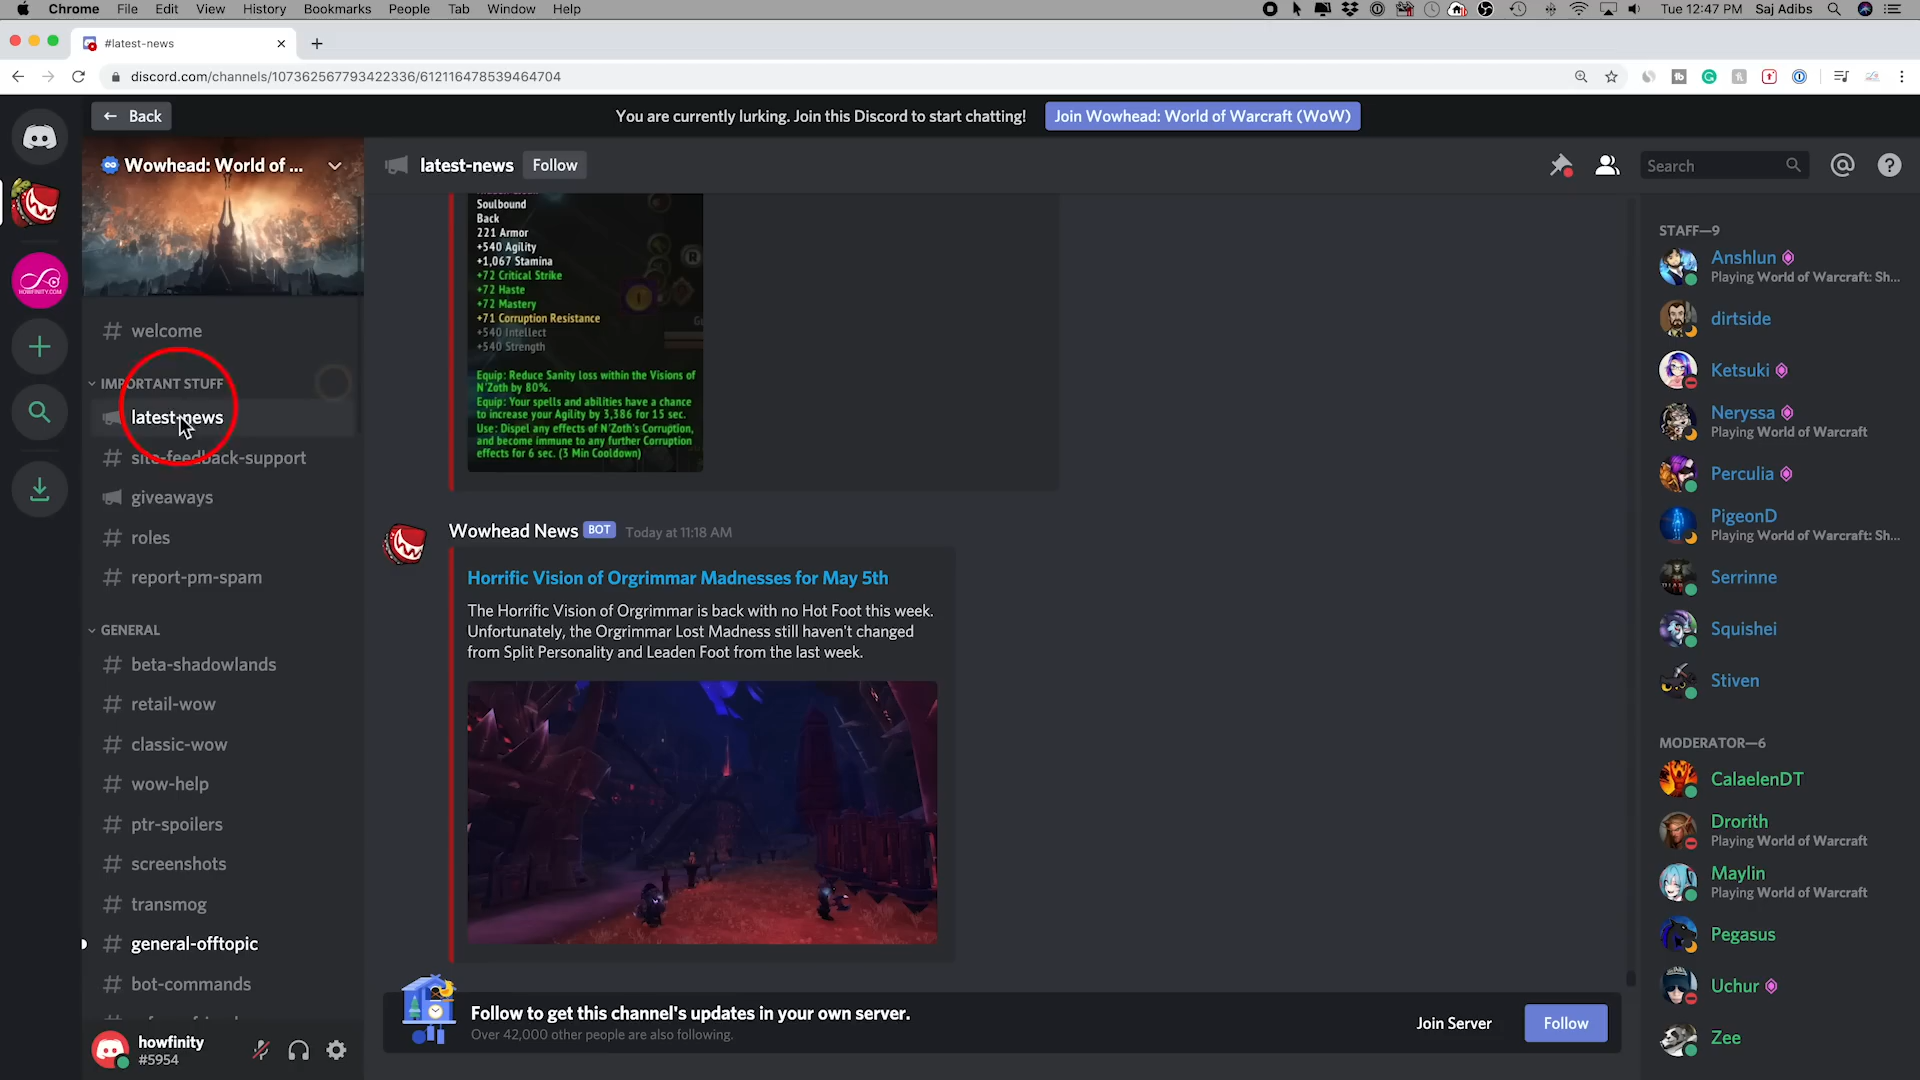 Chrome File Edit View History Bookmarks People Tab Window Help
Tue 12:47 PM Saj Adibs
#latest-news
discord.com/channels/107362567793422336/612116478539464704
Back
You are currently lurking. Join this Discord to start chatting!
Join Wowhead: World of Warcraft (WoW)
Wowhead: World of ...
latest-news
Follow
Search
HOWFINITY.COM
welcome
IMPORTANT STUFF
latest-news
site-feedback-support
giveaways
roles
report-pm-spam
GENERAL
beta-shadowlands
retail-wow
classic-wow
wow-help
ptr-spoilers
screenshots
transmog
general-offtopic
bot-commands
howfinity
#5954
Soulbound
Back
221 Armor
+540 Agility
+1,067 Stamina
+72 Critical Strike
+72 Haste
+72 Mastery
+71 Corruption Resistance
+540 Intellect
+540 Strength
Equip: Reduce Sanity loss within the Visions of
N'Zoth by 80%.
Equip: Your spells and abilities have a chance
to increase your Agility by 3,386 for 15 sec.
Use: Dispel any effects of N'Zoth's Corruption,
and become immune to any further Corruption
effects for 6 sec. (3 Min Cooldown)
Wowhead News BOT Today at 11:18 AM
Horrific Vision of Orgrimmar Madnesses for May 5th
The Horrific Vision of Orgrimmar is back with no Hot Foot this week.
Unfortunately, the Orgrimmar Lost Madness still haven't changed
from Split Personality and Leaden Foot from the last week.
Follow to get this channel's updates in your own server.
Over 42,000 other people are also following.
Join Server
Follow
STAFF—9
Anshlun
Playing World of Warcraft: Sh...
dirtside
Ketsuki
Neryssa
Playing World of Warcraft
Perculia
PigeonD
Playing World of Warcraft: Sh...
Serrinne
Squishei
Stiven
MODERATOR—6
CalaelenDT
Drorith
Playing World of Warcraft
Maylin
Playing World of Warcraft
Pegasus
Uchur
Zee